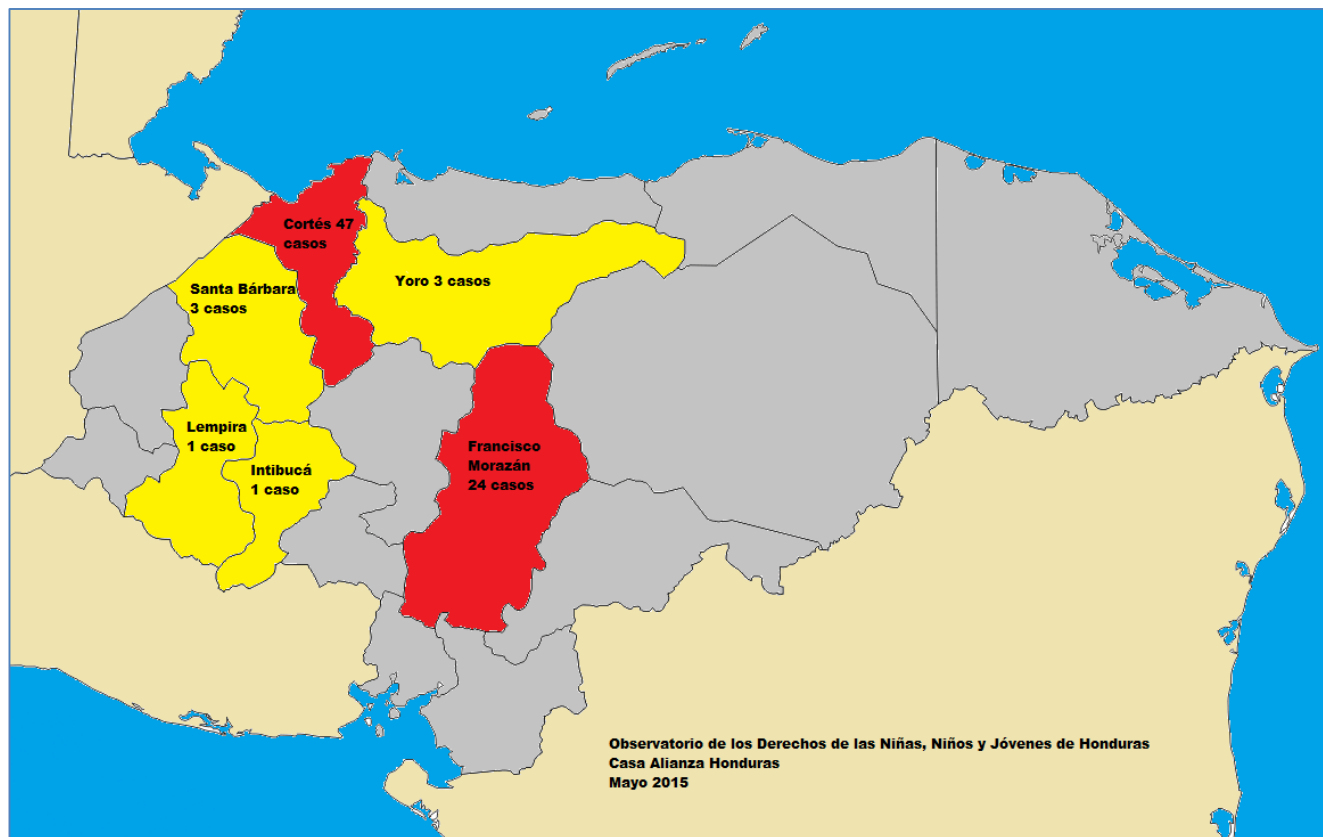 Cortés 47
casos
Yoro 3 casos
Santa Bárbara
3 casos
Lempira
1 caso
Intibucá
1 caso
Francisco
Morazán
24 casos
Observatorio de los Derechos de las Niñas, Niños y Jóvenes de Honduras
Casa Alianza Honduras
Mayo 2015